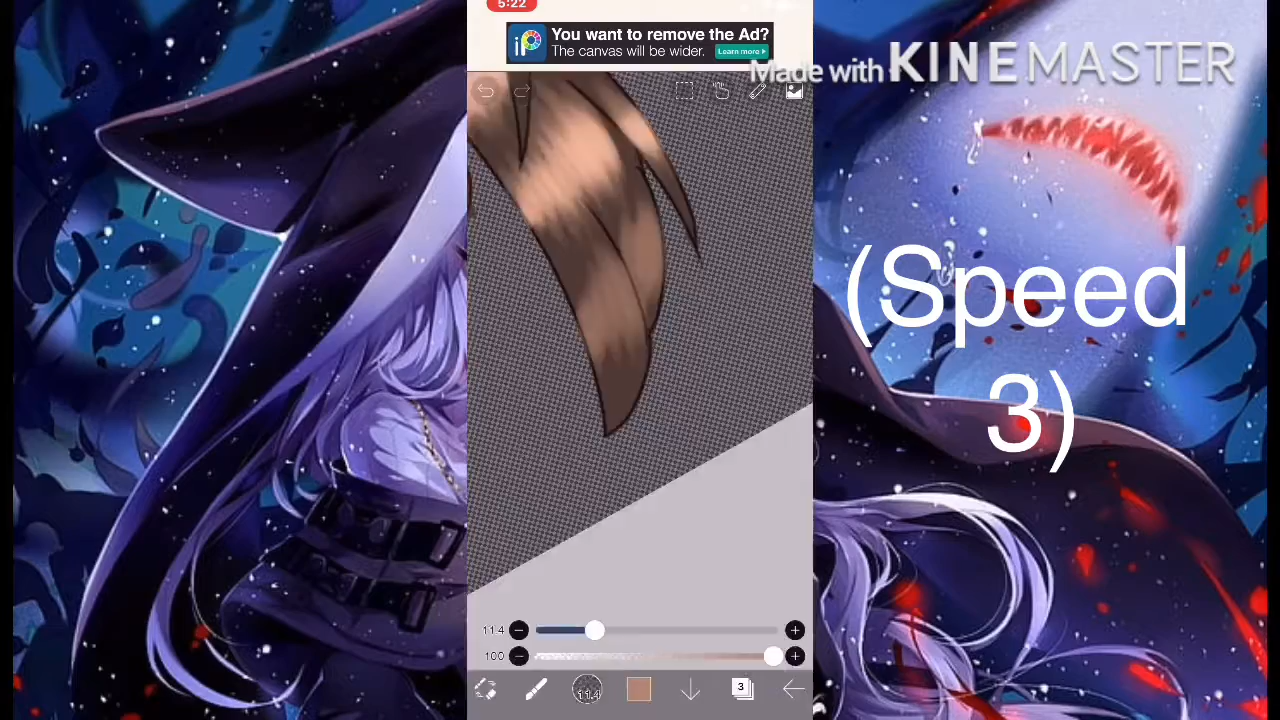 5:22
You want to remove the Ad?
The canvas will be wider. Learn more
Made with KINEMASTER
(Speed
3)
11.4
100
11.4
3